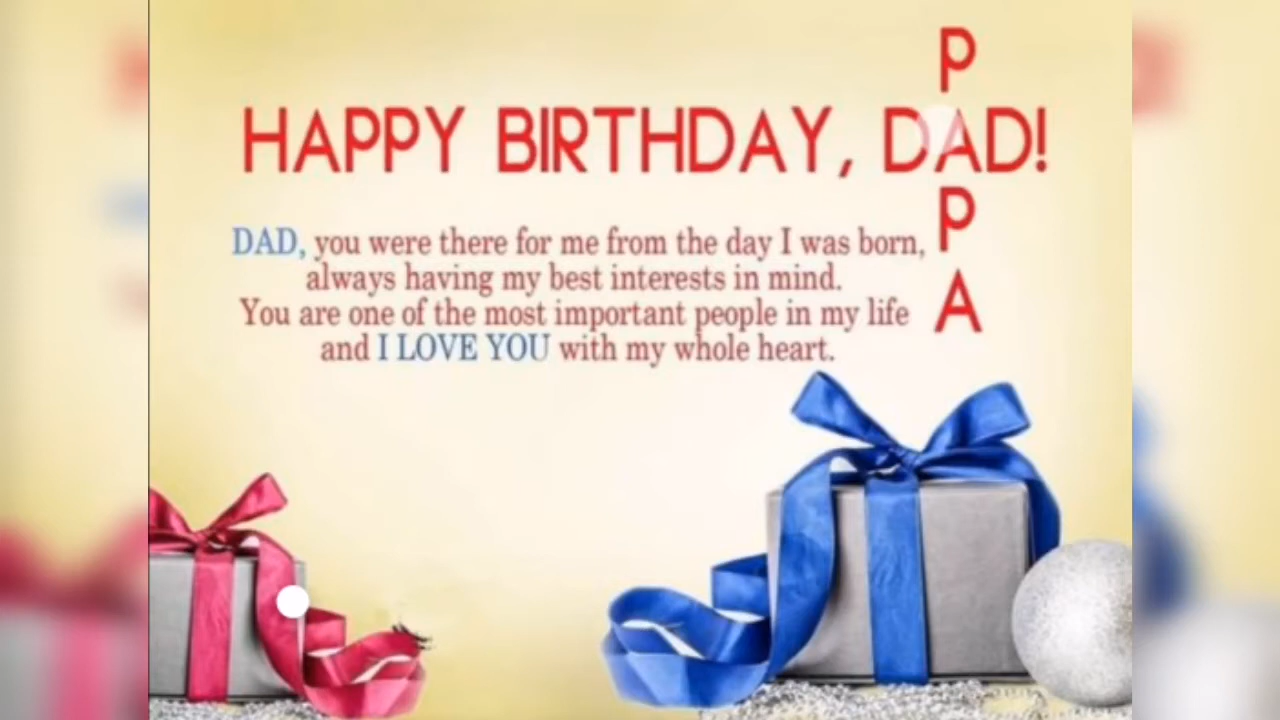 P
HAPPY BIRTHDAY, DAD!
P
A
DAD, you were there for me from the day I was born,
always having my best interests in mind.
You are one of the most important people in my life
and I LOVE YOU with my whole heart.